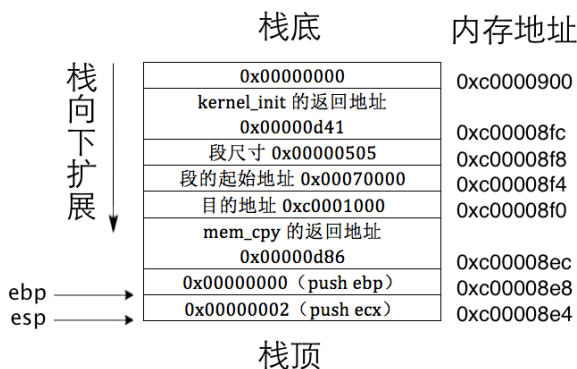 栈底
内存地址
栈向下扩展
0x00000000
0xc0000900
kernel_init 的返回地址
0x00000d41
0xc00008fc
段尺寸 0x00000505
0xc00008f8
段的起始地址 0x00070000
0xc00008f4
目的地址 0xc0001000
0xc00008f0
mem_cpy 的返回地址
0x00000d86
0xc00008ec
ebp
0x00000000（push ebp）
0xc00008e8
esp
0x00000002（push ecx）
0xc00008e4
栈顶